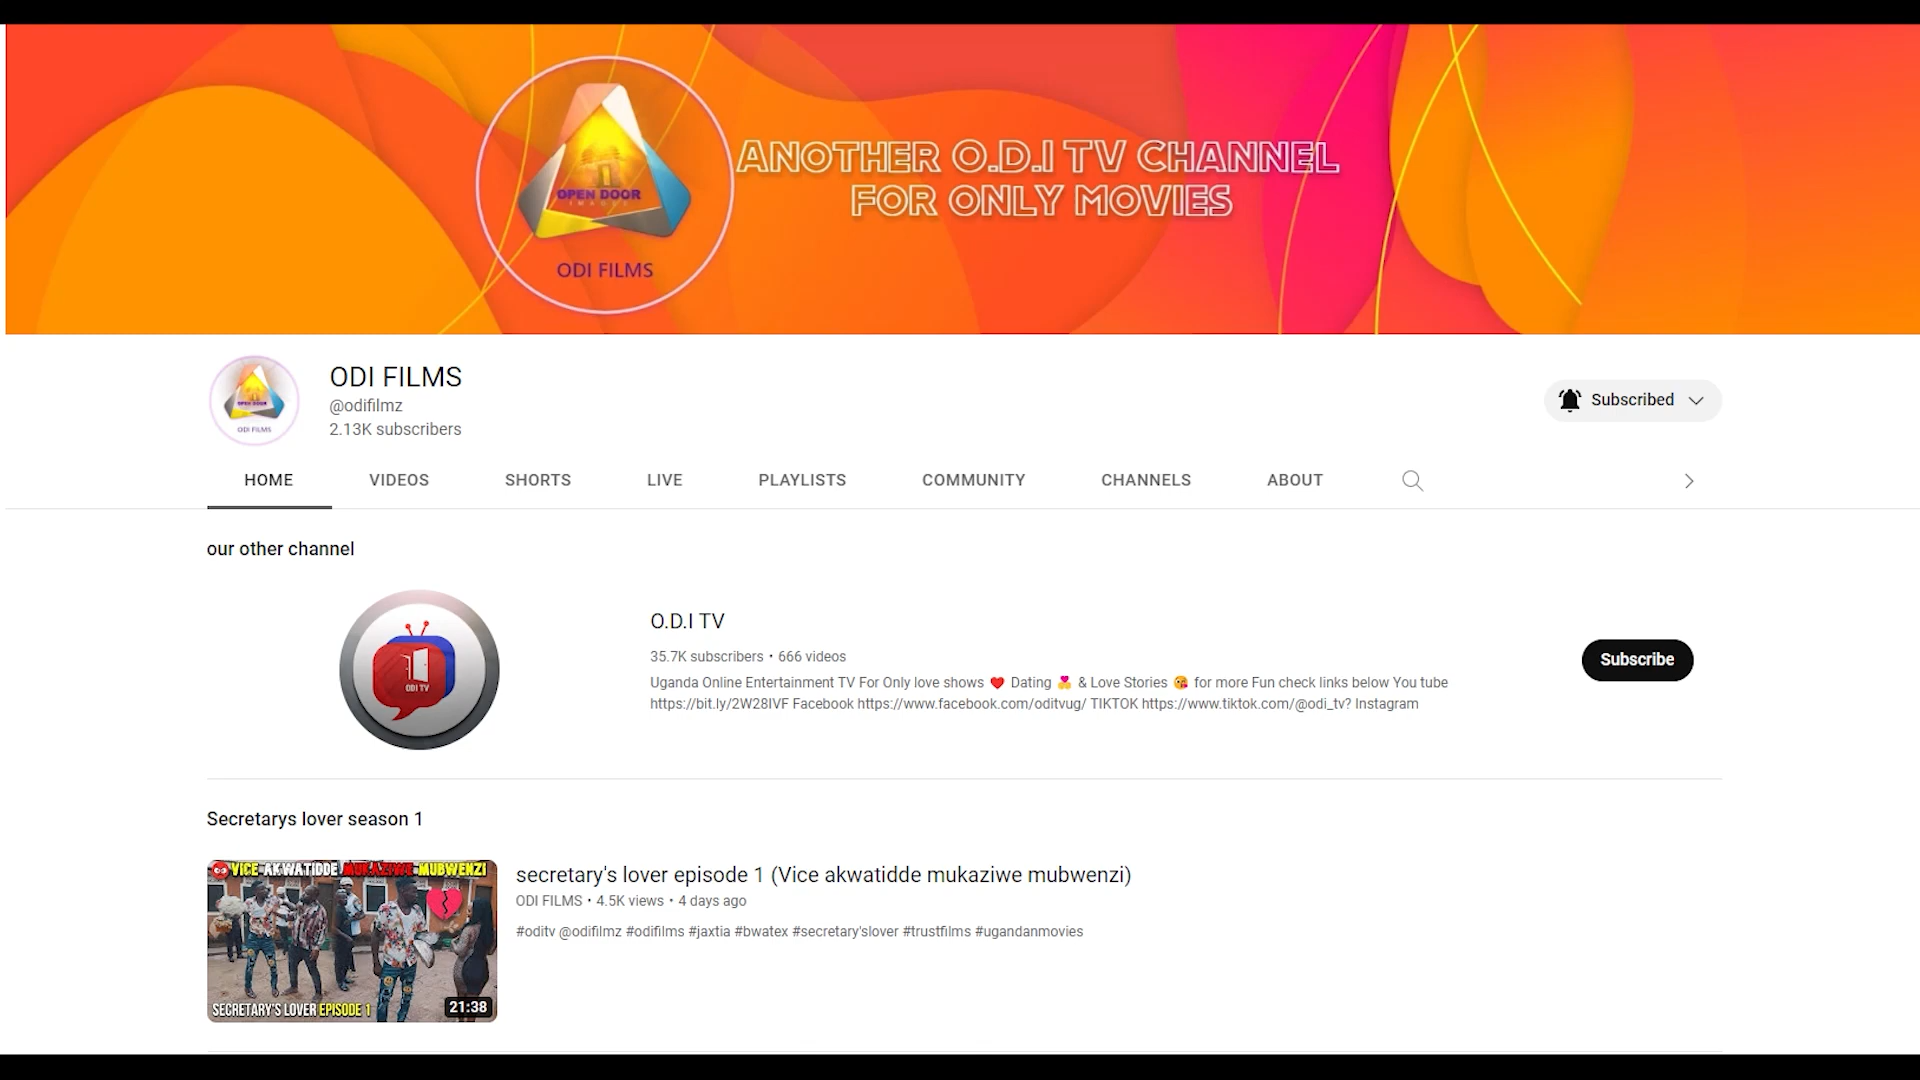 ANOTHER O.D.I TV CHANNEL
FOR ONLY MOVIES
OPEN DOOR
IMAGES
ODI FILMS
OPEN DOOR
ODI FILMS
ODI FILMS
@odifilmz
2.13K subscribers
Subscribed
HOME VIDEOS SHORTS LIVE PLAYLISTS COMMUNITY CHANNELS ABOUT
our other channel
ODI TV
O.D.I TV
35.7K subscribers • 666 videos
Uganda Online Entertainment TV For Only love shows ❤️ Dating 💏 & Love Stories 😘 for more Fun check links below You tube
https://bit.ly/2W28IVF Facebook https://www.facebook.com/oditvug/ TIKTOK https://www.tiktok.com/@odi_tv? Instagram
Subscribe
Secretarys lover season 1
VICE AKWATIDDE MUKAZIWE MUBWENZI
SECRETARY'S LOVER EPISODE 1
21:38
secretary's lover episode 1 (Vice akwatidde mukaziwe mubwenzi)
ODI FILMS • 4.5K views • 4 days ago
#oditv @odifilmz #odifilms #jaxtia #bwatex #secretary'slover #trustfilms #ugandanmovies